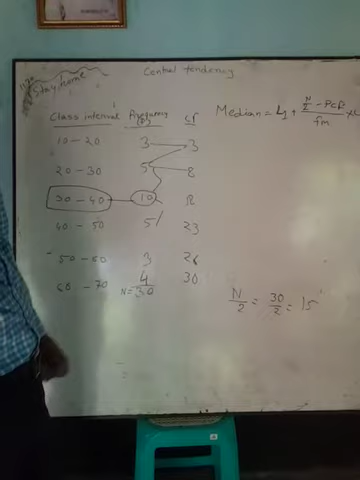 Stay home
Central tendency
Class interval Frequency (f) cf
Median = L1 + N/2 - Pcf / fm ×
10 - 20 3 3
20 - 30 5 8
30 - 40 10
40 - 50 5 23
50 - 60 3 26
60 - 70 4 30
N = 30
N/2 = 30/2 = 15